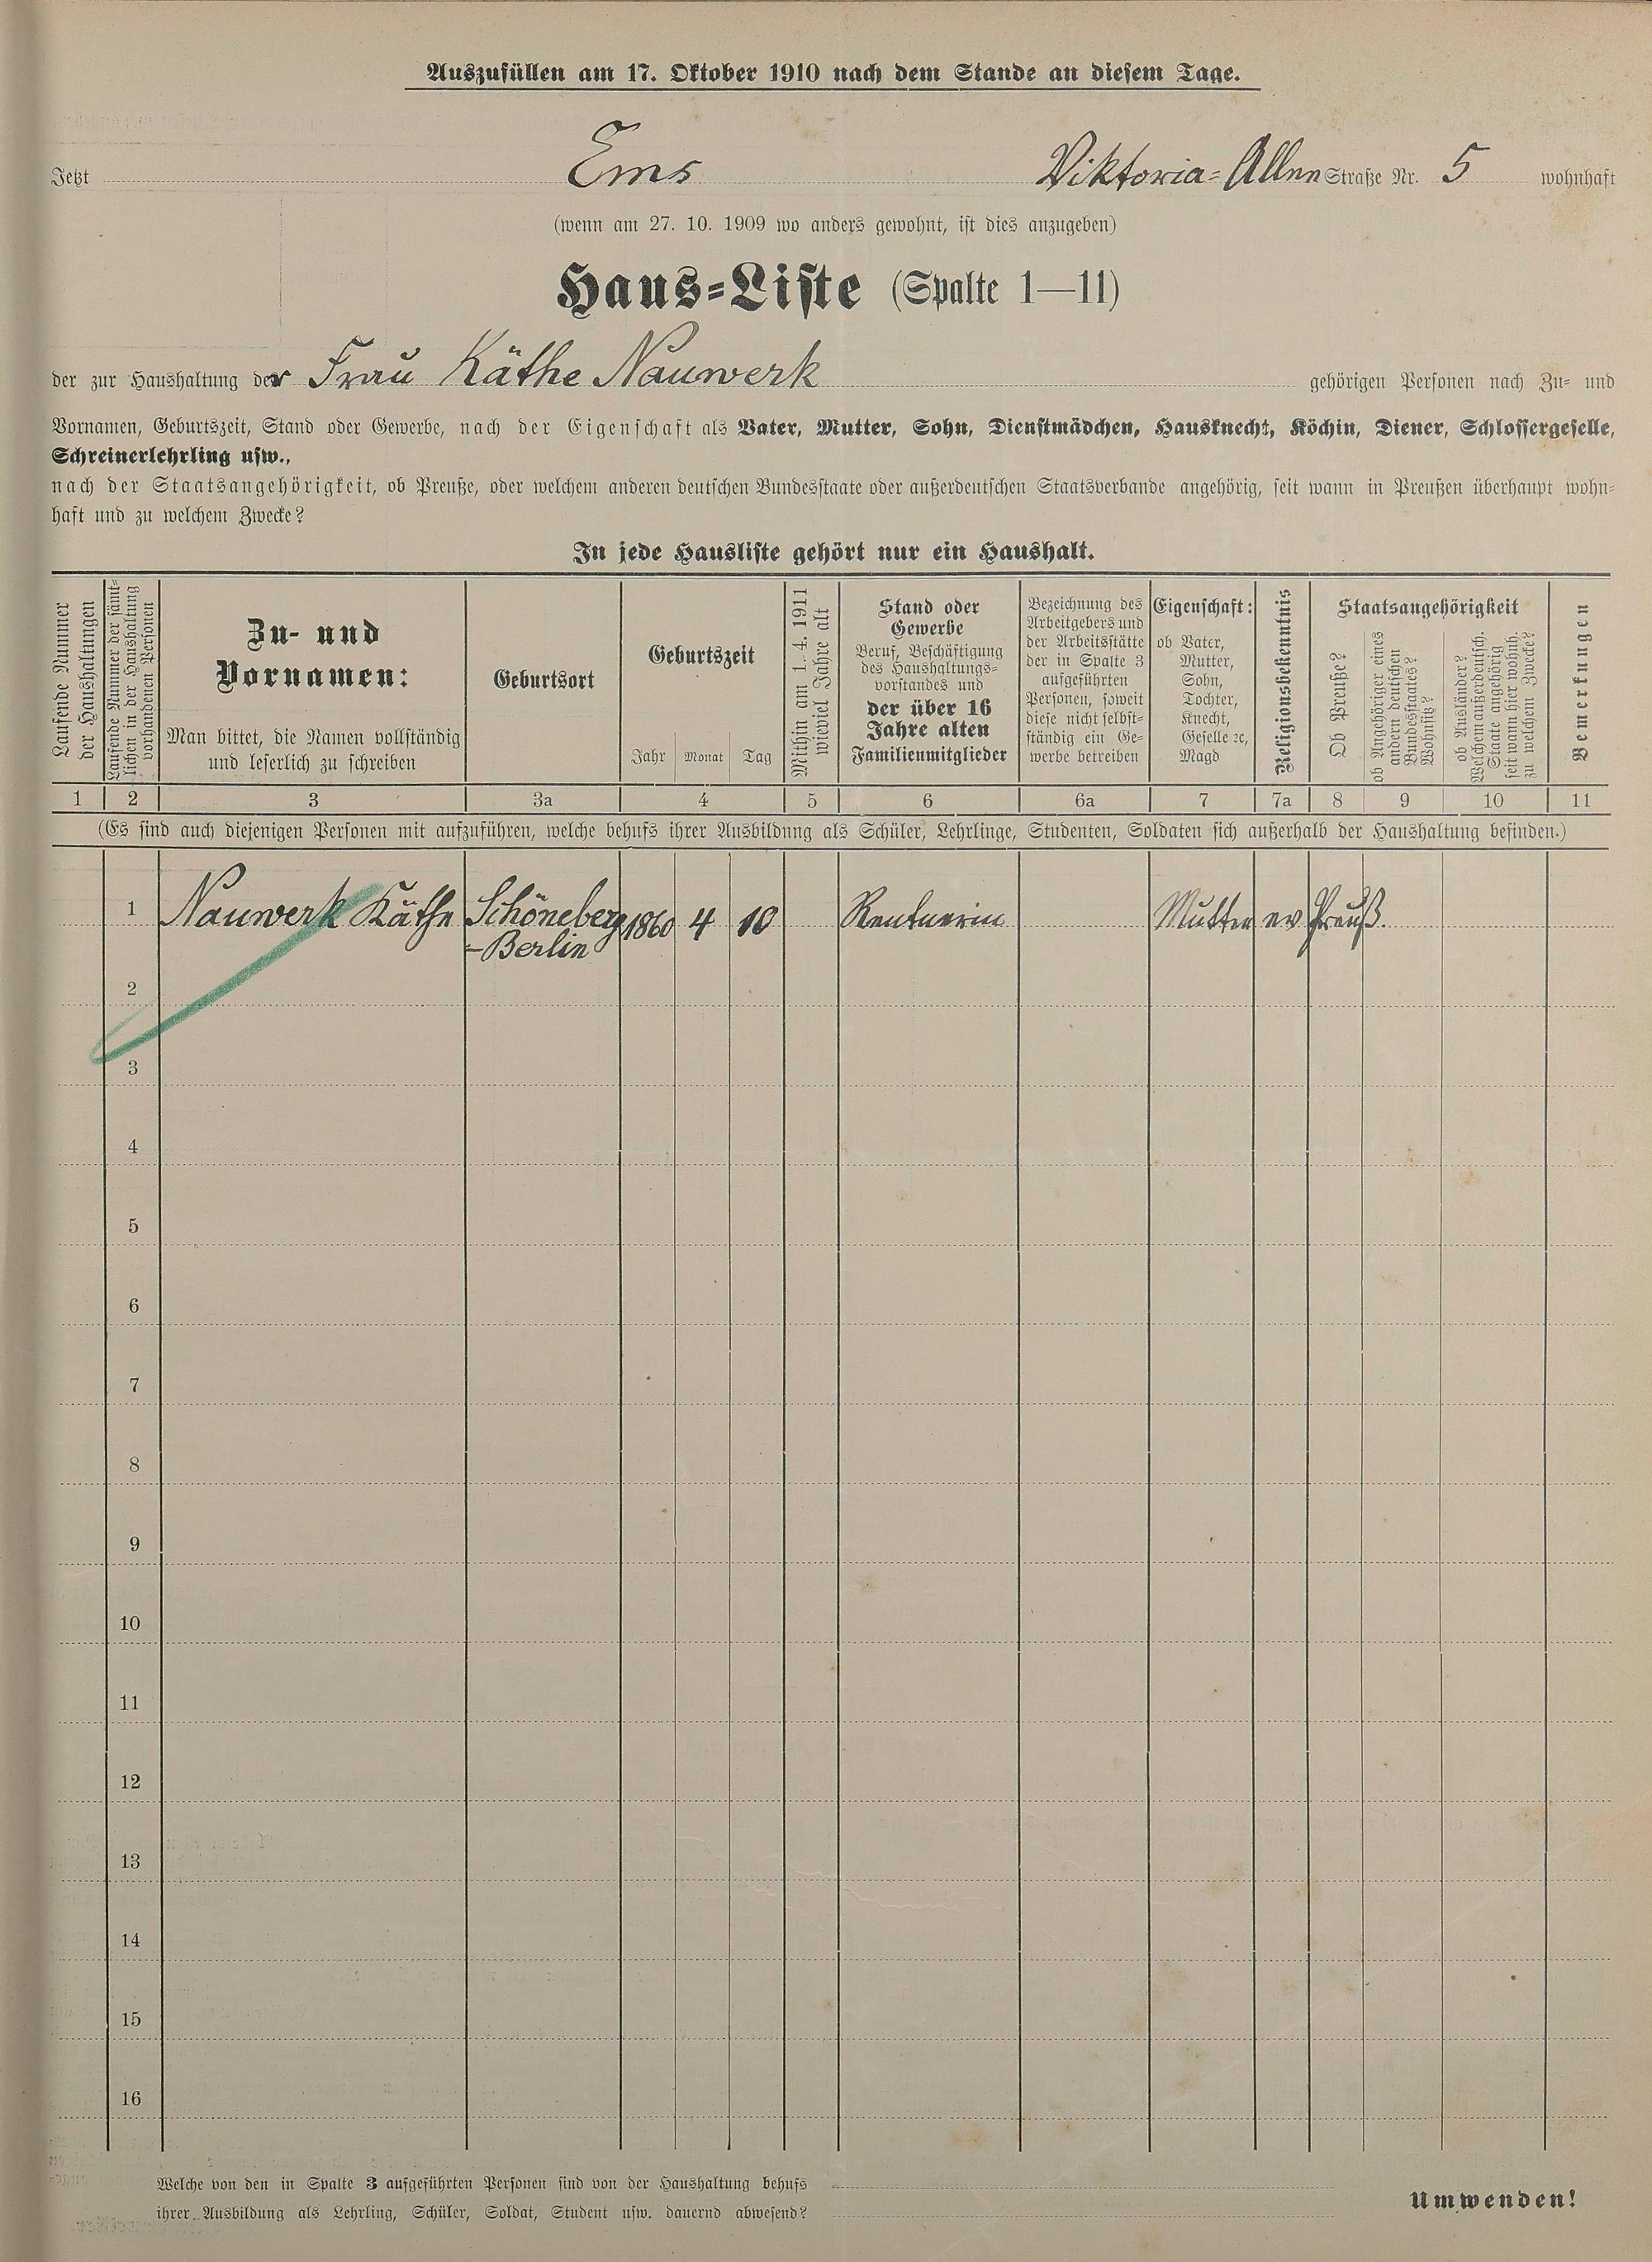 Auszufüllen am 17. Oktober 1910 nach dem Stande an diesem Tage.
Jetzt Ems Viktoria-Allee Straße Nr. 5 wohnhaft
(wenn am 27. 10. 1909 wo anders gewohnt, ist dies anzugeben)
Haus-Liste (Spalte 1—11)
der zur Haushaltung der Frau Käthe Nauwerk gehörigen Personen nach Zu- und
Vornamen, Geburtszeit, Stand oder Gewerbe, nach der Eigenschaft als Vater, Mutter, Sohn, Dienstmädchen, Hausknecht, Köchin, Diener, Schlossergeselle,
Schreinerlehrling usw.,
nach der Staatsangehörigkeit, ob Preuße, oder welchem anderen deutschen Bundesstaate oder außerdeutschen Staatsverbande angehörig, seit wann in Preußen überhaupt wohn-
haft und zu welchem Zwecke?
In jede Hausliste gehört nur ein Haushalt.
Laufende Nummer
der Haushaltungen
Laufende Nummer der sämt-
lichen in der Haushaltung
vorhandenen Personen
Zu- und
Vornamen:
Man bittet, die Namen vollständig
und leserlich zu schreiben
Geburtsort
Geburtszeit
Jahr Monat Tag
Mithin am 1. 4. 1911
wieviel Jahre alt
Stand oder
Gewerbe
Beruf, Beschäftigung
des Haushaltungs-
vorstandes und
der über 16
Jahre alten
Familienmitglieder
Bezeichnung des
Arbeitgebers und
der Arbeitsstätte
der in Spalte 3
aufgeführten
Personen, soweit
diese nicht selbst-
ständig ein Ge-
werbe betreiben
Eigenschaft:
ob Vater,
Mutter,
Sohn,
Tochter,
Knecht,
Geselle ꝛc,
Magd
Religionsbekenntnis
Staatsangehörigkeit
Ob Preuße?
ob Angehöriger eines
andern deutschen
Bundesstaates?
Wohnsitz?
ob Ausländer?
Welchem außerdeutsch.
Staate angehörig
seit wann hier wohnh.
zu welchem Zwecke?
Bemerkungen
1 2 3 3a 4 5 6 6a 7 7a 8 9 10 11
(Es sind auch diejenigen Personen mit aufzuführen, welche behufs ihrer Ausbildung als Schüler, Lehrlinge, Studenten, Soldaten sich außerhalb der Haushaltung befinden.)
1 Nauwerk Käthe Schöneberg 1860 4 10 Rentnerin Mutter ev Preuß.
-Berlin
2
3
4
5
6
7
8
9
10
11
12
13
14
15
16
Welche von den in Spalte 3 aufgeführten Personen sind von der Haushaltung behufs
ihrer Ausbildung als Lehrling, Schüler, Soldat, Student usw. dauernd abwesend?
Umwenden!